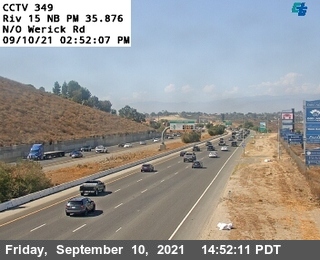 CCTV 349
Riv 15 NB PM 35.876
N/O Werick Rd
09/10/21 02:52:07 PM
Friday, September 10, 2021 14:52:11 PDT